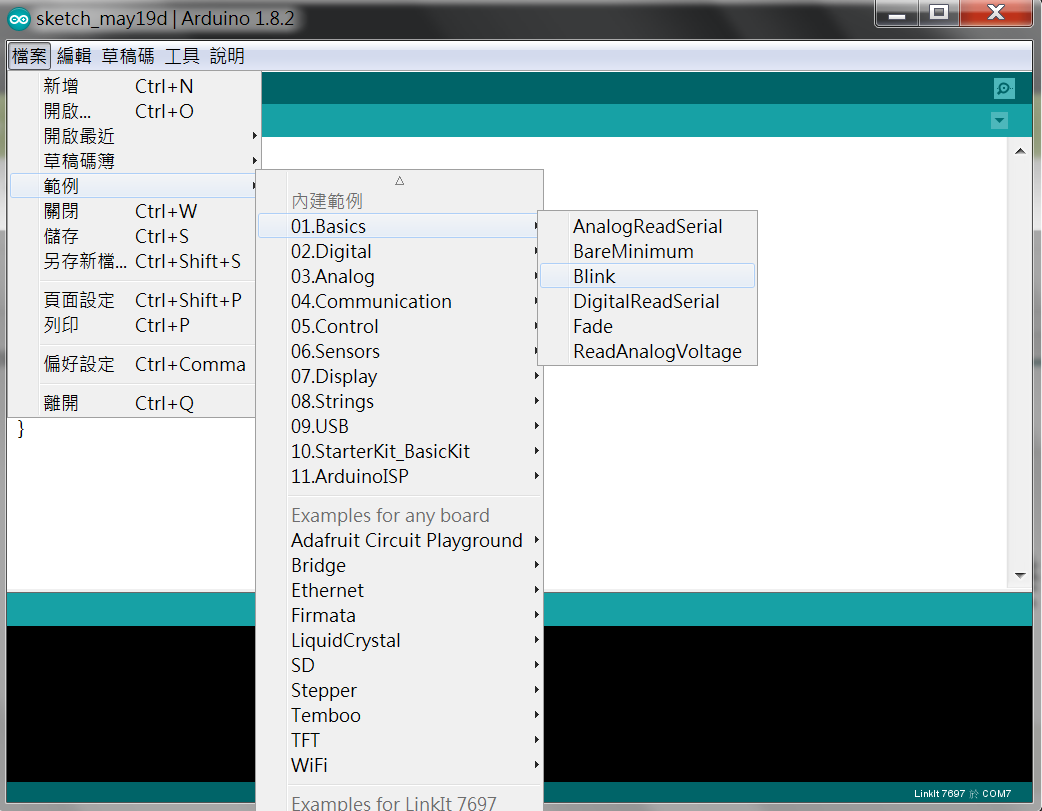 sketch_may19d | Arduino 1.8.2
檔案 編輯 草稿碼 工具 說明
新增 Ctrl+N
開啟... Ctrl+O
開啟最近
草稿碼簿
範例
關閉 Ctrl+W
儲存 Ctrl+S
另存新檔... Ctrl+Shift+S
頁面設定 Ctrl+Shift+P
列印 Ctrl+P
偏好設定 Ctrl+Comma
離開 Ctrl+Q
}
內建範例
01.Basics
02.Digital
03.Analog
04.Communication
05.Control
06.Sensors
07.Display
08.Strings
09.USB
10.StarterKit_BasicKit
11.ArduinoISP
Examples for any board
Adafruit Circuit Playground
Bridge
Ethernet
Firmata
LiquidCrystal
SD
Stepper
Temboo
TFT
WiFi
Examples for LinkIt 7697
AnalogReadSerial
BareMinimum
Blink
DigitalReadSerial
Fade
ReadAnalogVoltage
LinkIt 7697 於 COM7